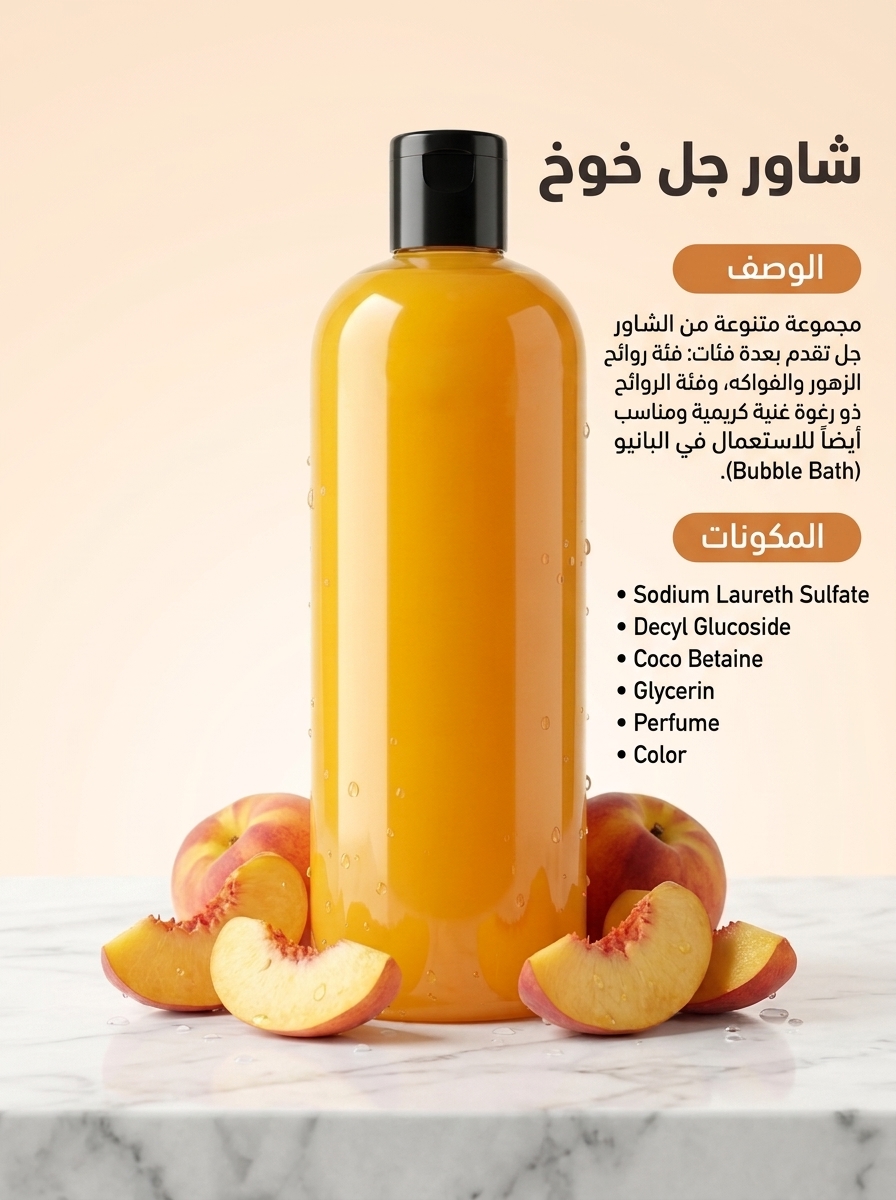 شاور جل خوخ
الوصف
مجموعة متنوعة من الشاور
جل تقدم بعدة فئات: فئة روائح
الزهور والفواكه، وفئة الروائح
ذو رغوة غنية كريمية ومناسب
أيضاً للاستعمال في البانيو
(Bubble Bath).
المكونات
• Sodium Laureth Sulfate
• Decyl Glucoside
• Coco Betaine
• Glycerin
• Perfume
• Color